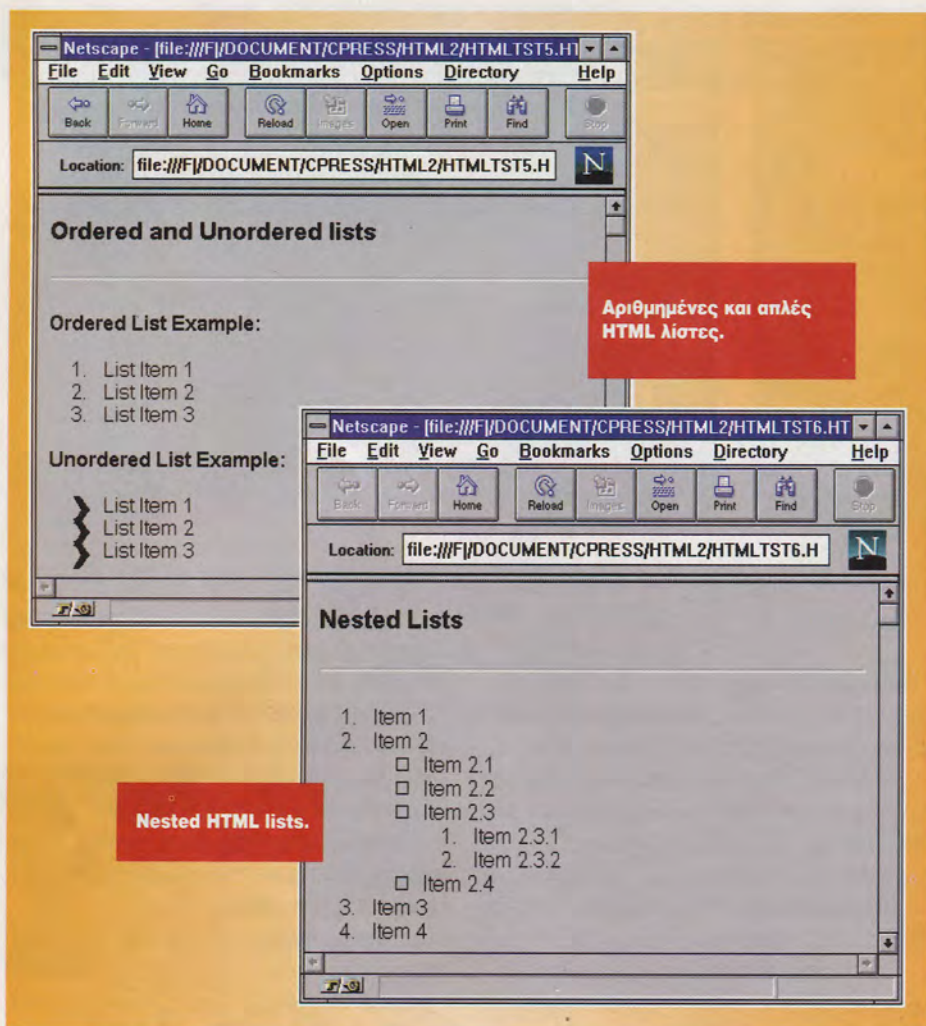 Netscape - [file:///F|/DOCUMENT/CPRESS/HTML2/HTMLTST5.HT
File Edit View Go Bookmarks Options Directory Help
Back Forward Home Reload Images Open Print Find Stop
Location: file:///F|/DOCUMENT/CPRESS/HTML2/HTMLTST5.H
N
Ordered and Unordered lists
Ordered List Example:
1. List Item 1
2. List Item 2
3. List Item 3
Unordered List Example:
List Item 1
List Item 2
List Item 3
Αριθμημένες και απλές
HTML λίστες.
Netscape - [file:///F|/DOCUMENT/CPRESS/HTML2/HTMLTST6.HT
File Edit View Go Bookmarks Options Directory Help
Back Forward Home Reload Images Open Print Find Stop
Location: file:///F|/DOCUMENT/CPRESS/HTML2/HTMLTST6.H
N
Nested Lists
1. Item 1
2. Item 2
Item 2.1
Item 2.2
Item 2.3
1. Item 2.3.1
2. Item 2.3.2
Item 2.4
3. Item 3
4. Item 4
Nested HTML lists.